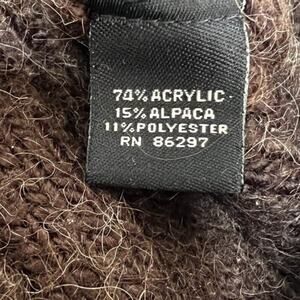 74% ACRYLIC
15% ALPACA
11% POLYESTER
RN 86297